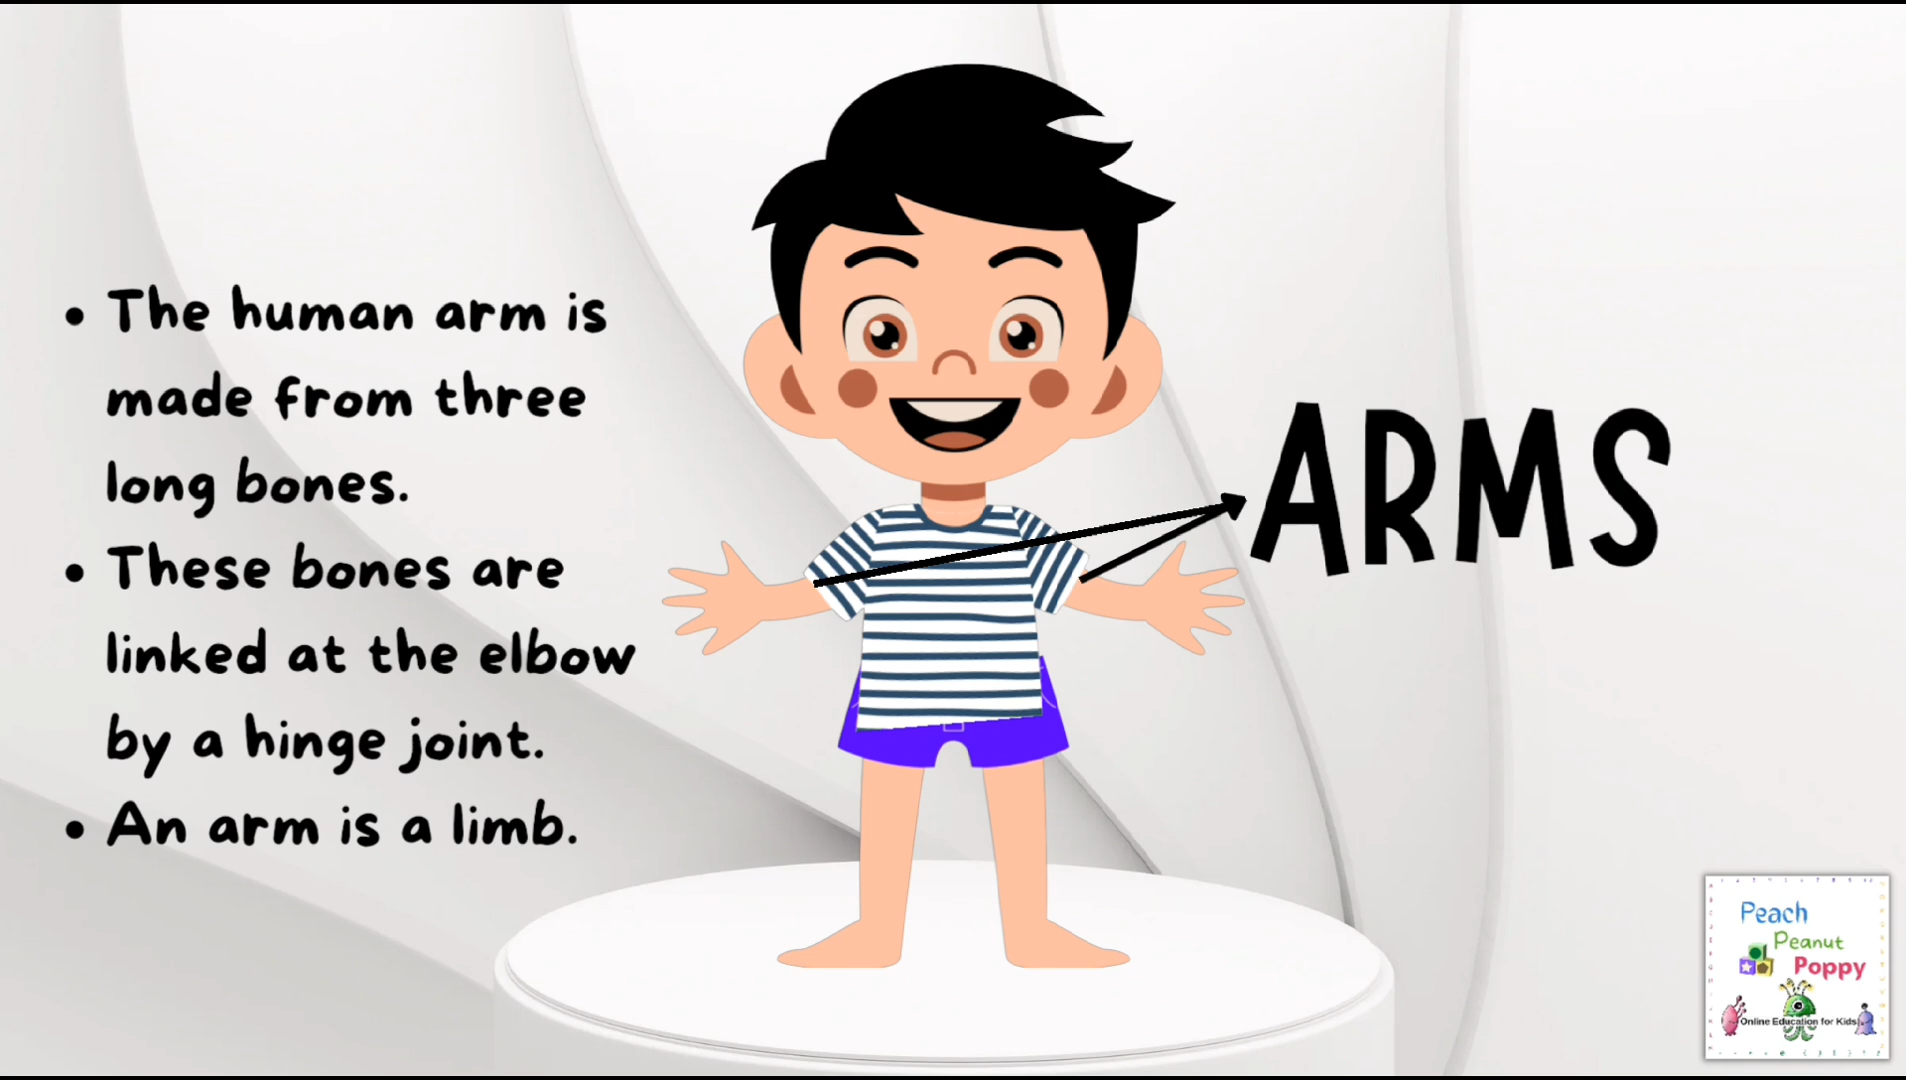 • The human arm is
made from three
long bones.
• These bones are
linked at the elbow
by a hinge joint.
• An arm is a limb.
ARMS
Peach
Peanut
Poppy
Online Education for Kids